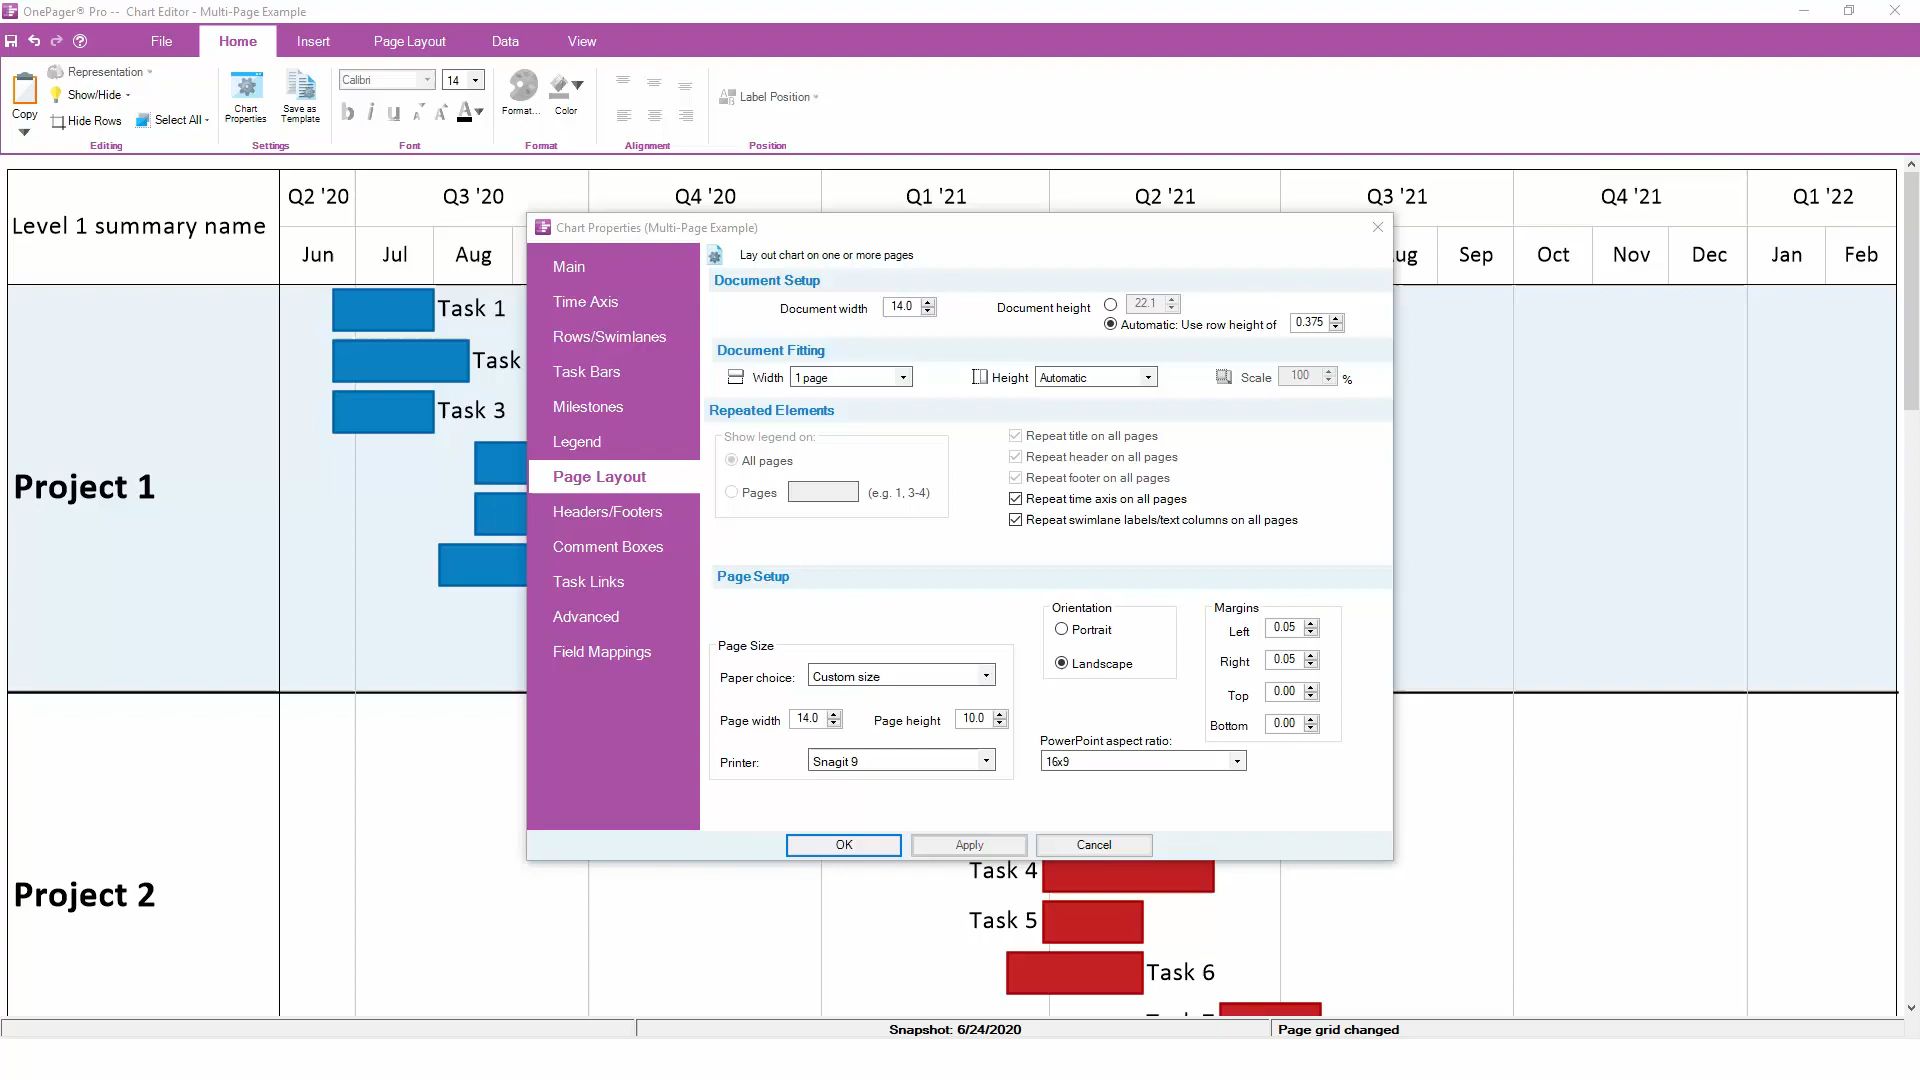 OnePager® Pro -- Chart Editor - Multi-Page Example
File Home Insert Page Layout Data View
Copy
Representation
Show/Hide
Hide Rows
Select All
Editing
Chart Properties
Save as Template
Settings
Calibri 14
b i u A A A
Font
Format...
Color
Format
Alignment
Label Position
Position
Level 1 summary name
Q2 '20 Q3 '20 Q4 '20 Q1 '21 Q2 '21 Q3 '21 Q4 '21 Q1 '22
Jun Jul Aug ug Sep Oct Nov Dec Jan Feb
Project 1
Task 1
Task
Task 3
Project 2
Task 4
Task 5
Task 6
Chart Properties (Multi-Page Example)
Main
Time Axis
Rows/Swimlanes
Task Bars
Milestones
Legend
Page Layout
Headers/Footers
Comment Boxes
Task Links
Advanced
Field Mappings
Lay out chart on one or more pages
Document Setup
Document width 14.0 Document height 22.1
Automatic: Use row height of 0.375
Document Fitting
Width 1 page Height Automatic Scale 100 %
Repeated Elements
Show legend on:
All pages
Pages (e.g. 1, 3-4)
Repeat title on all pages
Repeat header on all pages
Repeat footer on all pages
Repeat time axis on all pages
Repeat swimlane labels/text columns on all pages
Page Setup
Page Size
Paper choice: Custom size
Page width 14.0 Page height 10.0
Printer: Snagit 9
Orientation
Portrait
Landscape
PowerPoint aspect ratio:
16x9
Margins
Left 0.05
Right 0.05
Top 0.00
Bottom 0.00
OK Apply Cancel
Snapshot: 6/24/2020 Page grid changed